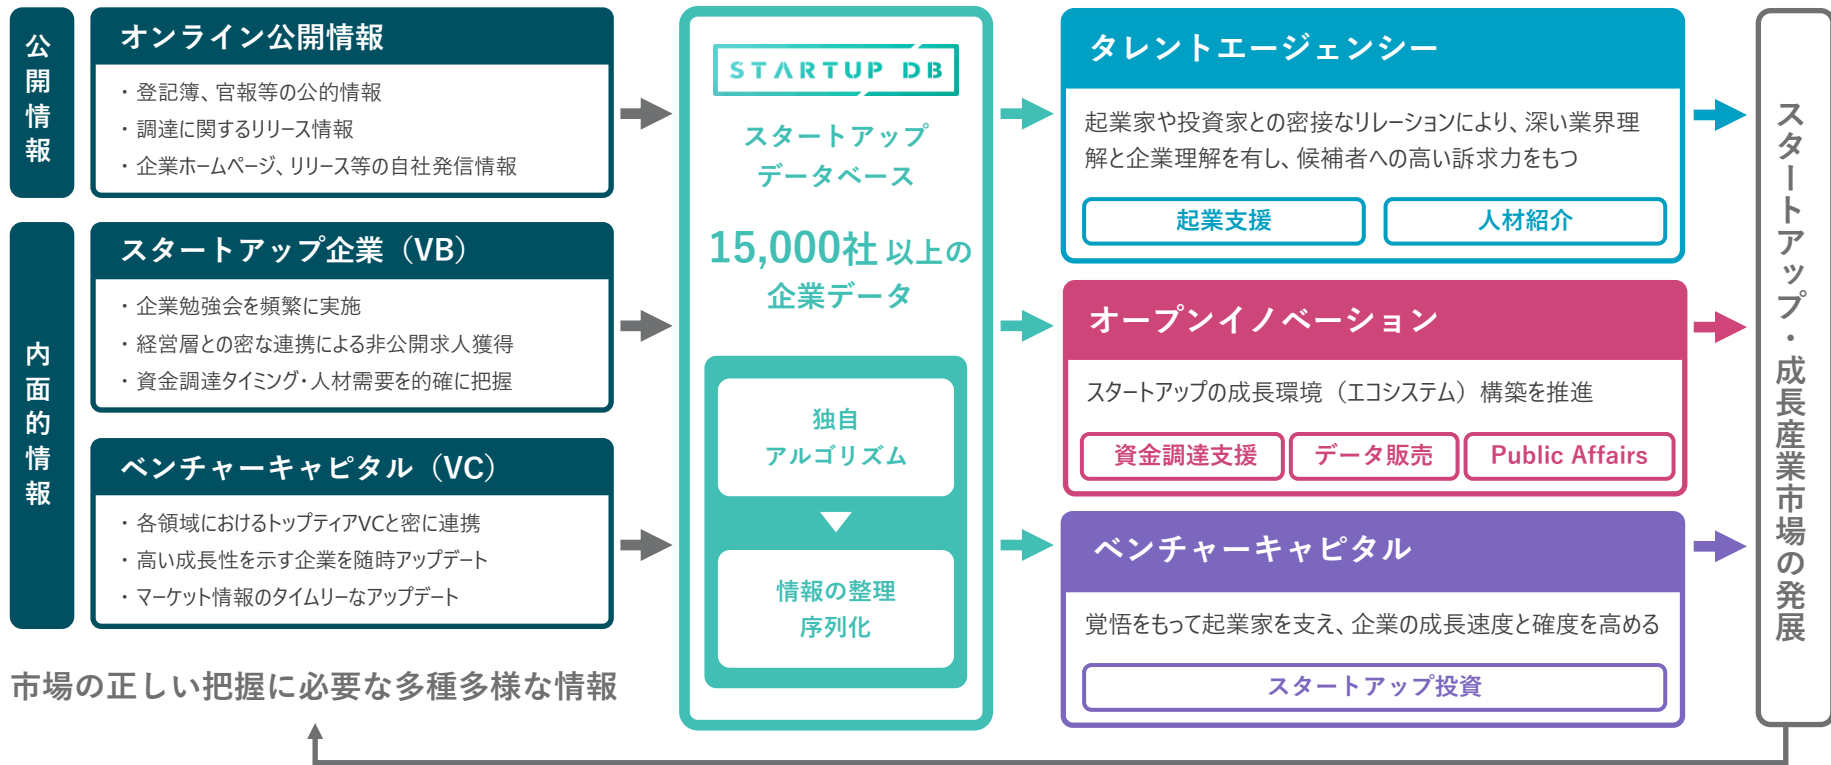 公開情報
オンライン公開情報
・登記簿、官報等の公的情報
・調達に関するリリース情報
・企業ホームページ、リリース等の自社発信情報
内面的情報
スタートアップ企業（VB）
・企業勉強会を頻繁に実施
・経営層との密な連携による非公開求人獲得
・資金調達タイミング・人材需要を的確に把握
ベンチャーキャピタル（VC）
・各領域におけるトップティアVCと密に連携
・高い成長性を示す企業を随時アップデート
・マーケット情報のタイムリーなアップデート
市場の正しい把握に必要な多種多様な情報
STARTUP DB
スタートアップ
データベース
15,000社 以上の
企業データ
独自
アルゴリズム
情報の整理
序列化
タレントエージェンシー
起業家や投資家との密接なリレーションにより、深い業界理
解と企業理解を有し、候補者への高い訴求力をもつ
起業支援
人材紹介
オープンイノベーション
スタートアップの成長環境（エコシステム）構築を推進
資金調達支援
データ販売
Public Affairs
ベンチャーキャピタル
覚悟をもって起業家を支え、企業の成長速度と確度を高める
スタートアップ投資
スタートアップ・成長産業市場の発展